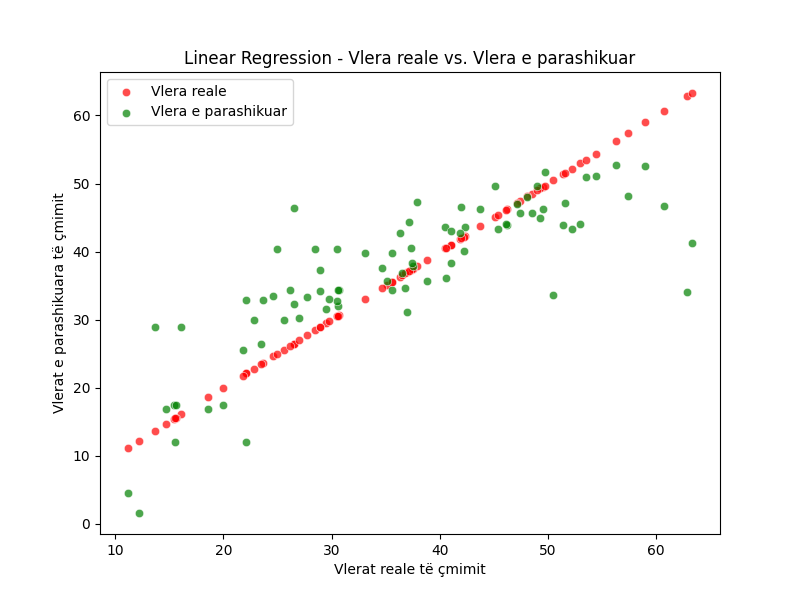 Linear Regression - Vlera reale vs. Vlera e parashikuar
Vlera reale
Vlera e parashikuar
Vlerat e parashikuara të çmimit
60
50
40
30
20
10
0
10 20 30 40 50 60
Vlerat reale të çmimit